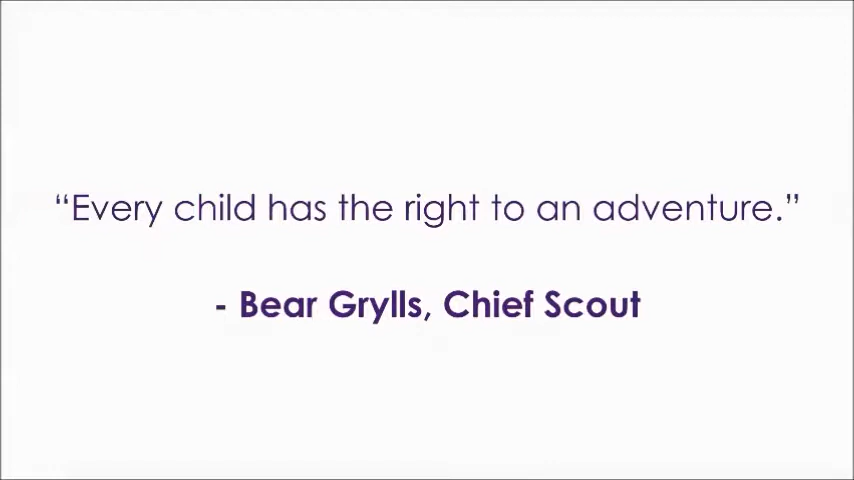 “Every child has the right to an adventure.”
- Bear Grylls, Chief Scout